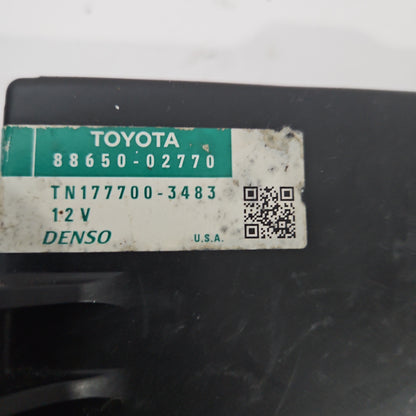 TOYOTA
88650-02770
TN177700-3483
12V
DENSO U.S.A.